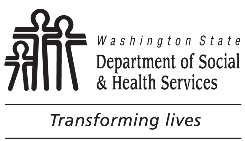 Washington State
Department of Social
& Health Services
Transforming lives